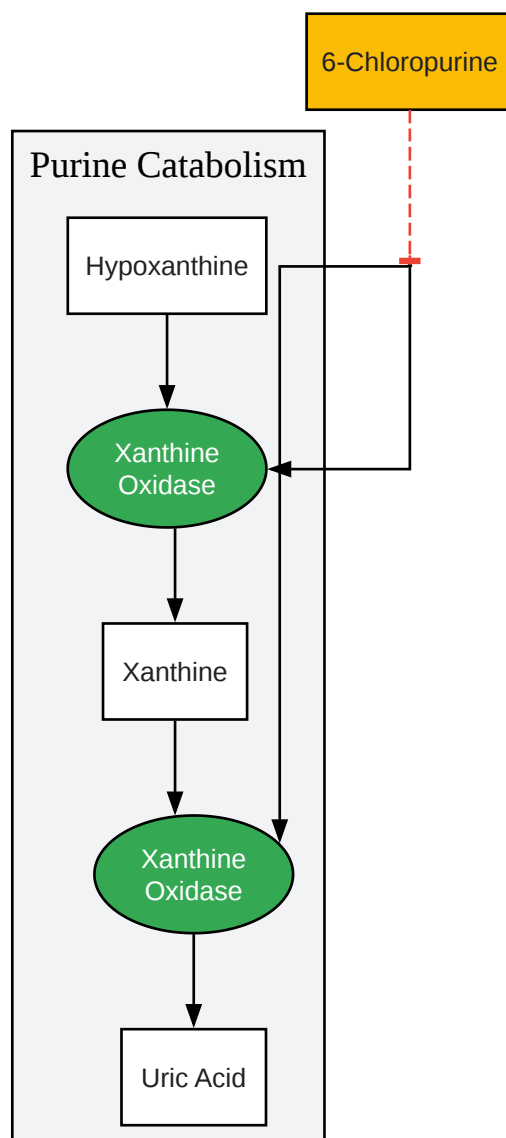 6-Chloropurine
Purine Catabolism
Hypoxanthine
Xanthine
Oxidase
Xanthine
Xanthine
Oxidase
Uric Acid